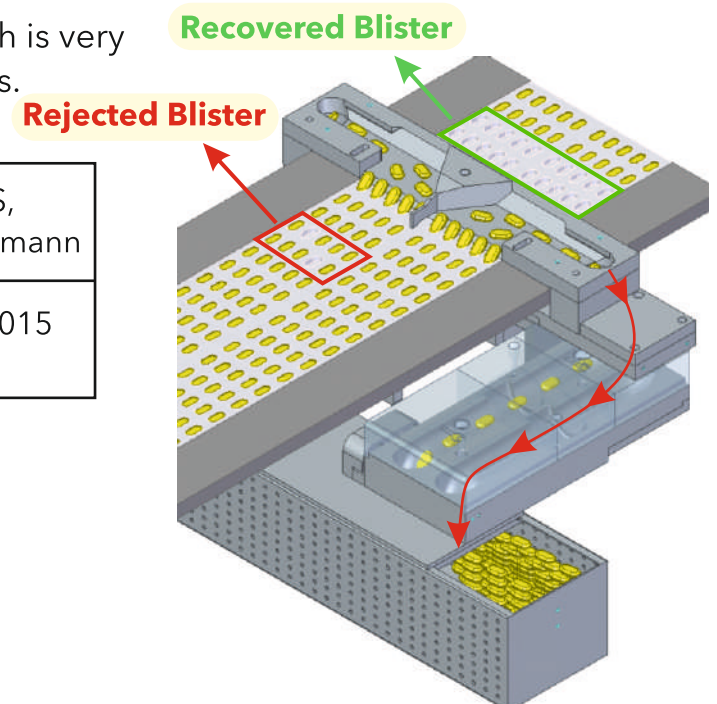 h is very
s.
Recovered Blister
Rejected Blister
S,
mann
015